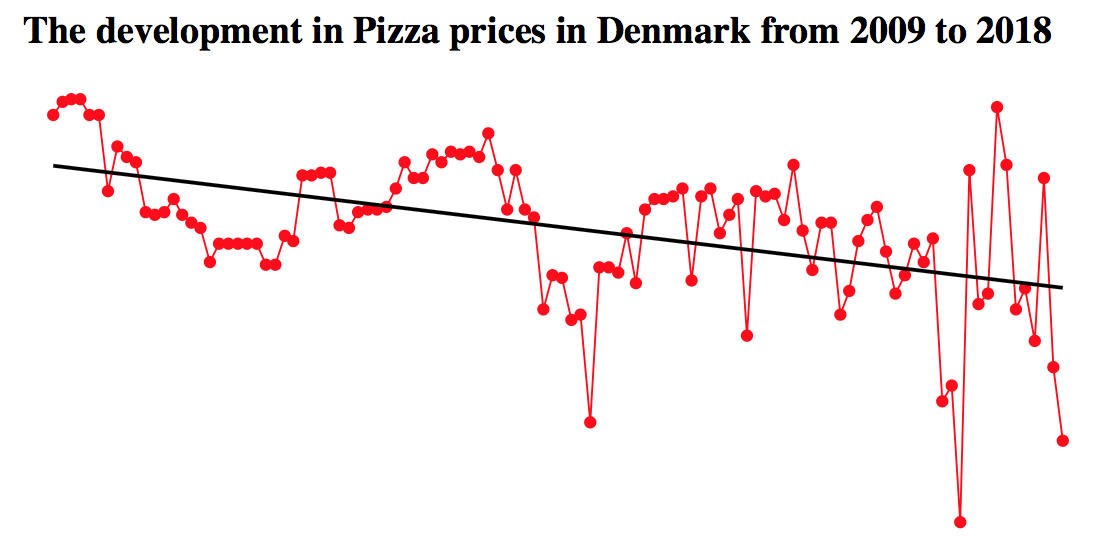 The development in Pizza prices in Denmark from 2009 to 2018